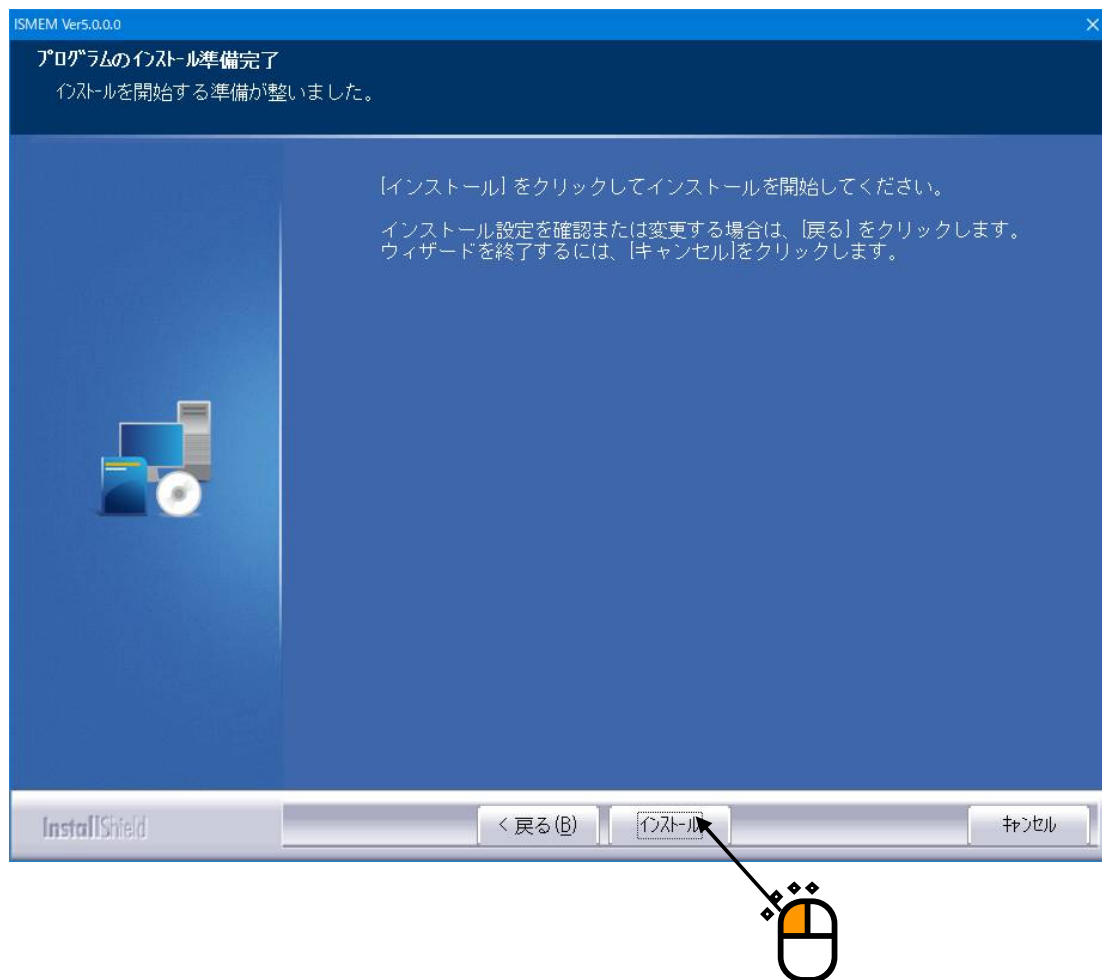 ISMEM Ver5.0.0.0
ﾌﾟﾛｸﾞﾗﾑのｲﾝｽﾄｰﾙ準備完了
ｲﾝｽﾄｰﾙを開始する準備が整いました。
[インストール] をクリックしてインストールを開始してください。
インストール設定を確認または変更する場合は、[戻る] をクリックします。
ウィザードを終了するには、[キャンセル]をクリックします。
InstallShield
< 戻る(B)
ｲﾝｽﾄｰﾙ
ｷｬﾝｾﾙ